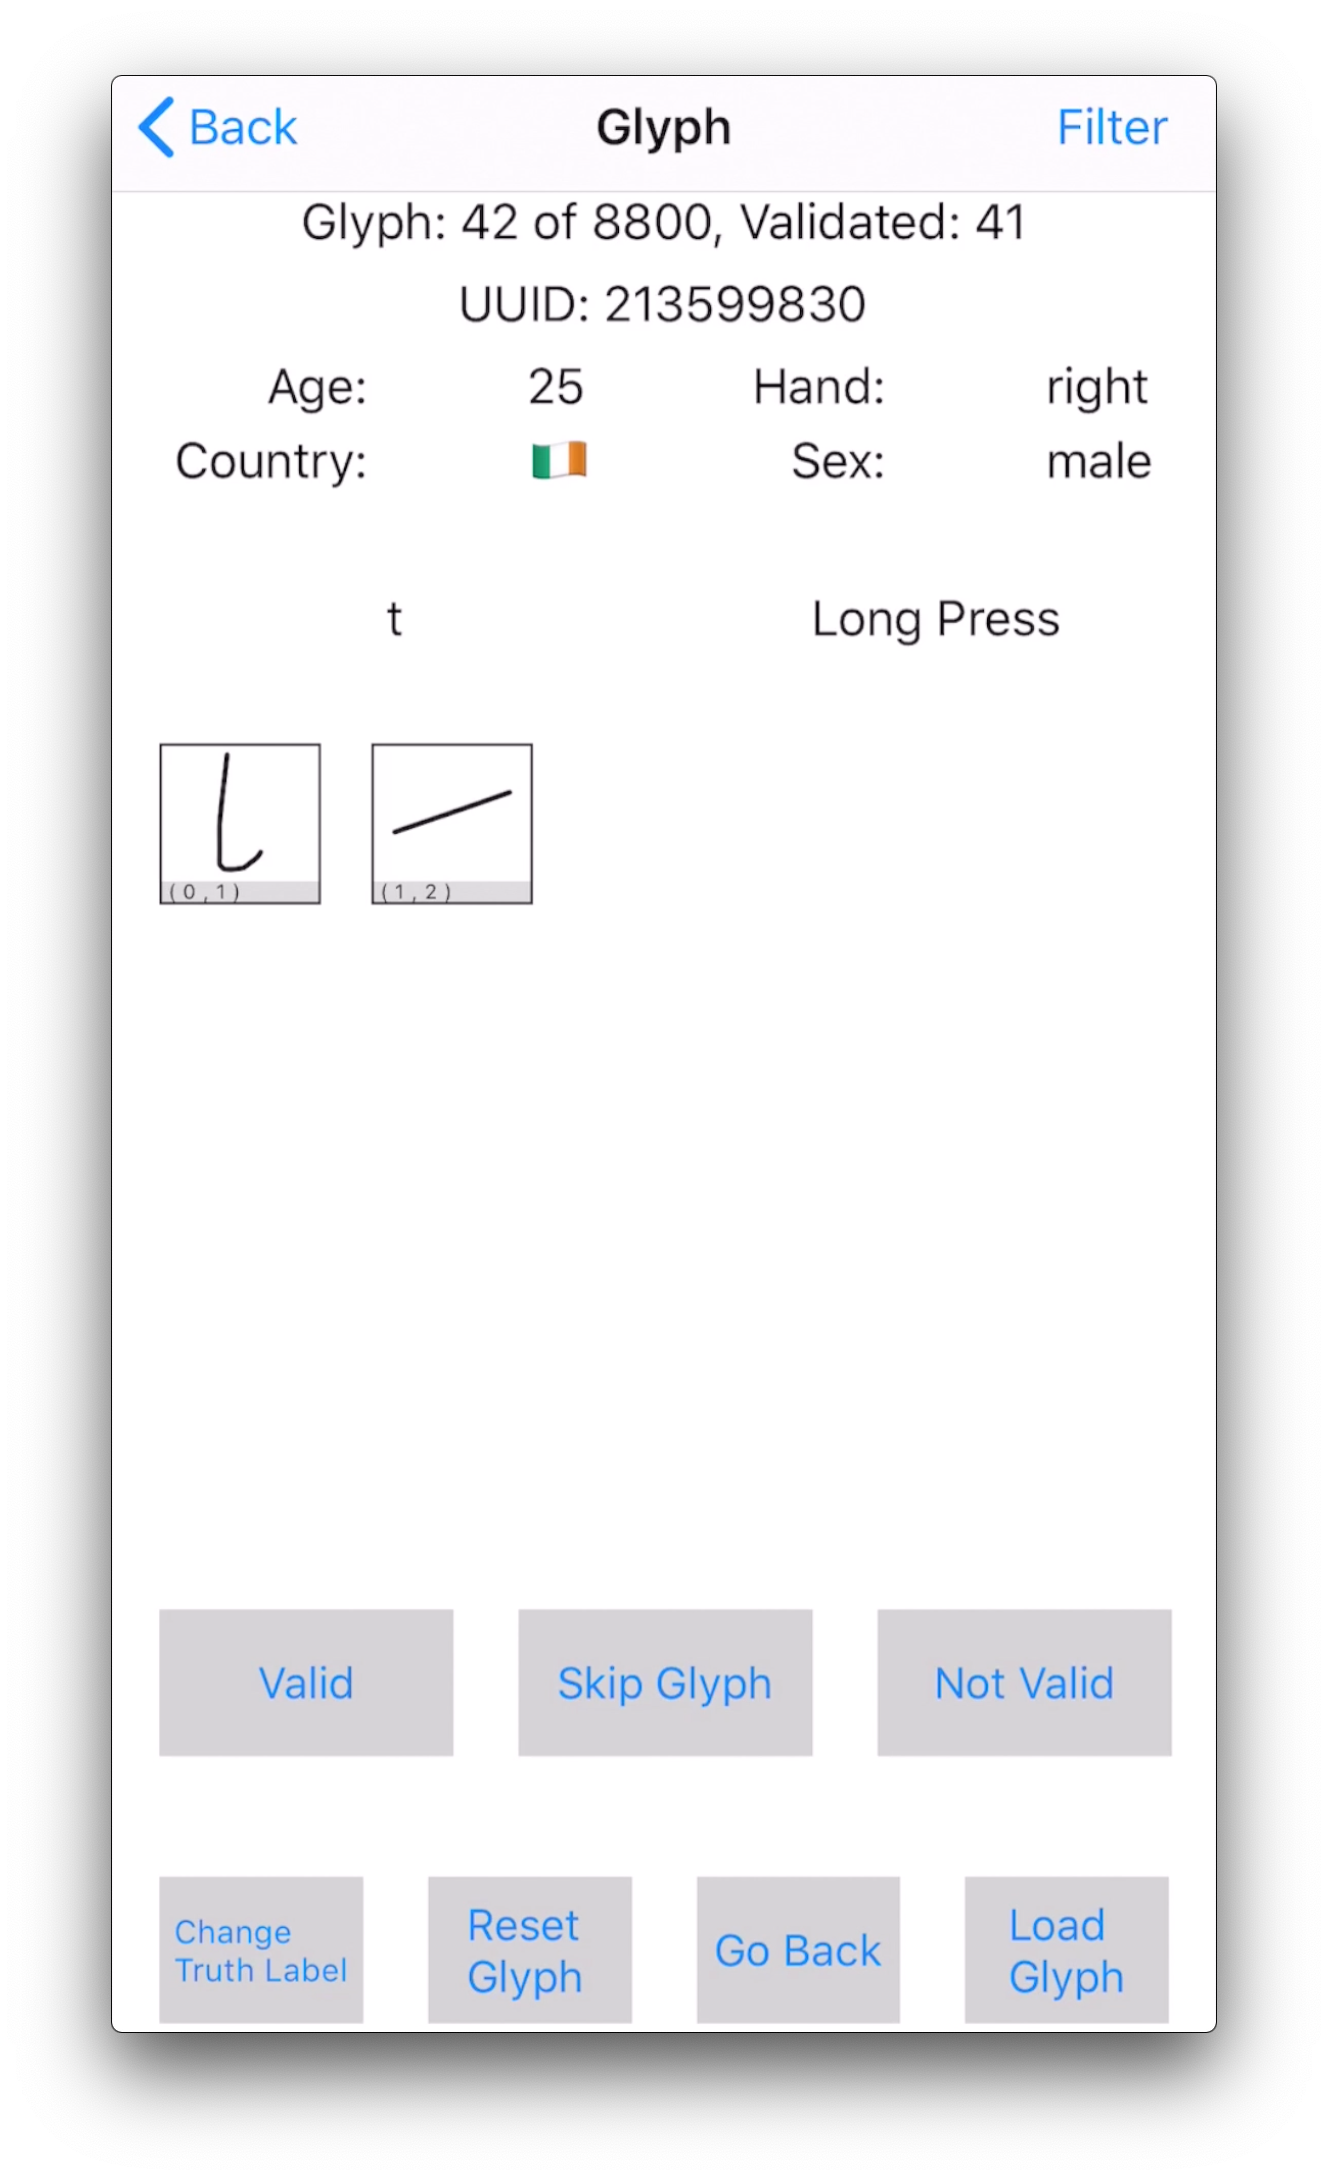 Back Glyph Filter
Glyph: 42 of 8800, Validated: 41
UUID: 213599830
Age: 25 Hand: right
Country: 🇮🇪 Sex: male
t Long Press
(0,1) (1,2)
Valid Skip Glyph Not Valid
Change Truth Label
Reset Glyph
Go Back
Load Glyph